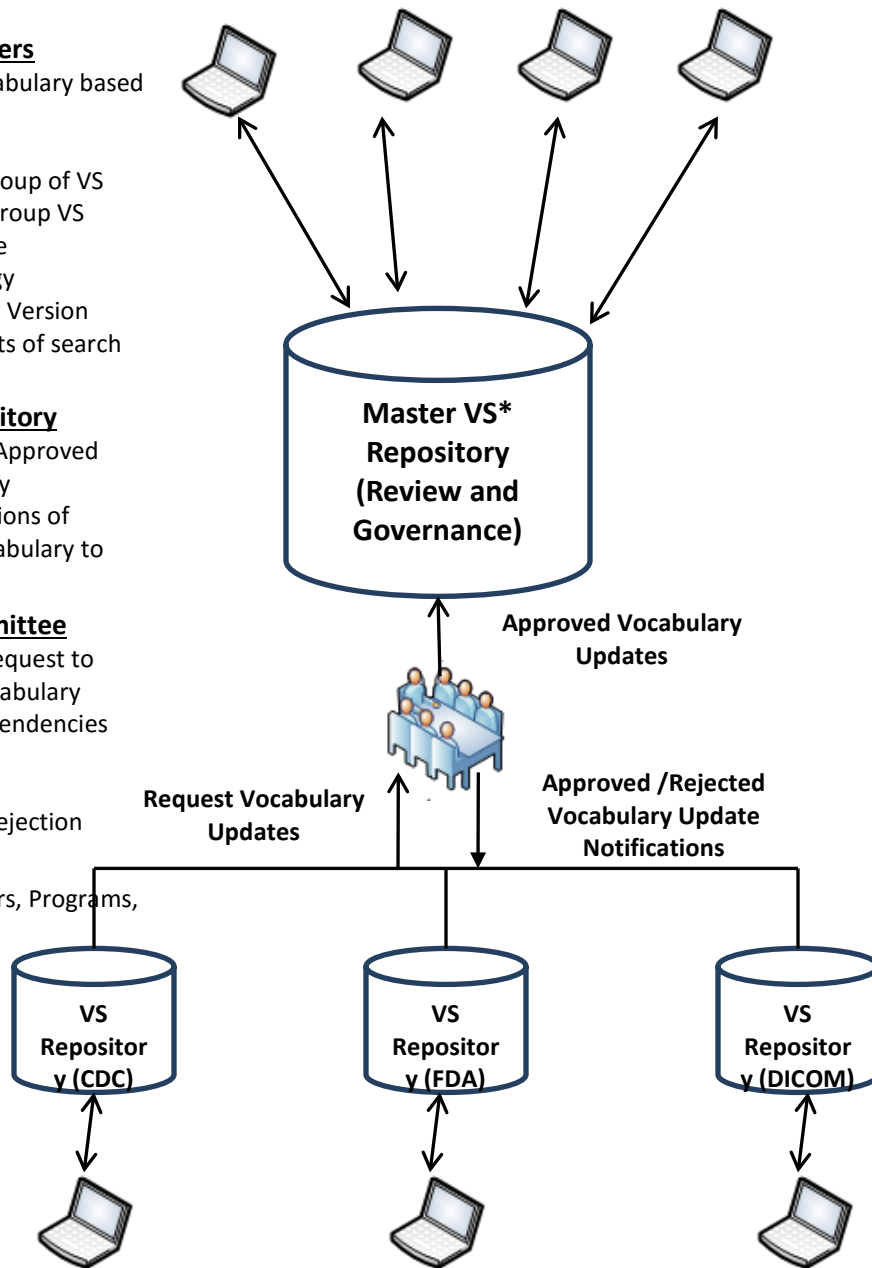 ers
abulary based
roup of VS
roup VS
e
gy
Version
ts of search
itory
Approved
y
ions of
abulary to
mittee
equest to
abulary
endencies
ejection
rs, Programs,
Master VS*
Repository
(Review and
Governance)
Approved Vocabulary
Updates
Request Vocabulary
Updates
Approved /Rejected
Vocabulary Update
Notifications
VS
Repositor
y (CDC)
VS
Repositor
y (FDA)
VS
Repositor
y (DICOM)